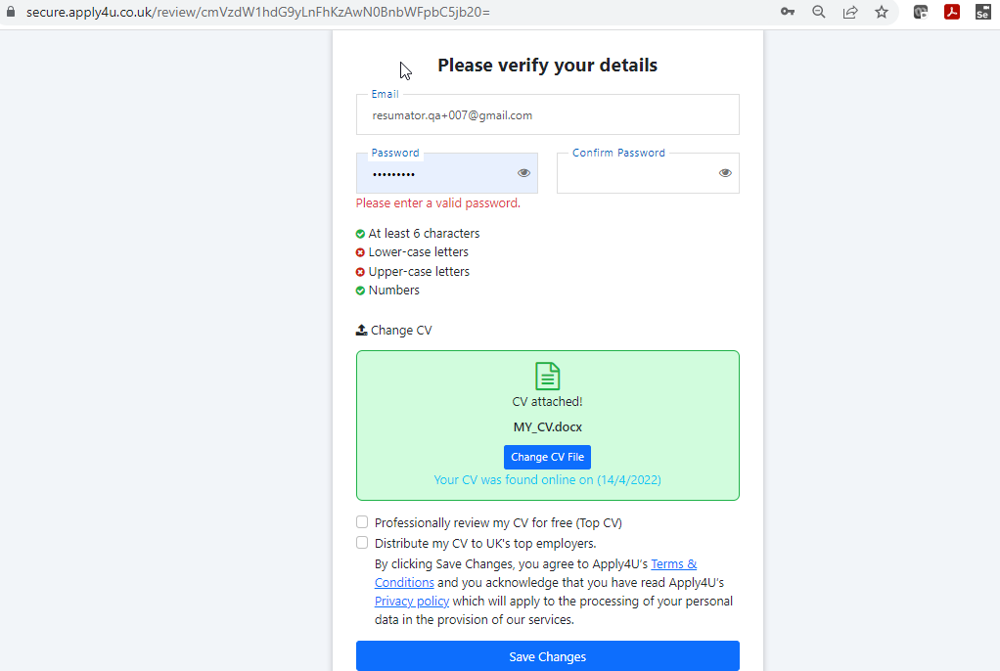 secure.apply4u.co.uk/review/cmVzdW1hdG9yLnFhKzAwN0BnbWFpbC5jb20=
Please verify your details
Email
resumator.qa+007@gmail.com
Password
Confirm Password
•••••••••
Please enter a valid password.
At least 6 characters
Lower-case letters
Upper-case letters
Numbers
Change CV
CV attached!
MY_CV.docx
Change CV File
Your CV was found online on (14/4/2022)
Professionally review my CV for free (Top CV)
Distribute my CV to UK's top employers.
By clicking Save Changes, you agree to Apply4U's Terms &
Conditions and you acknowledge that you have read Apply4U's
Privacy policy which will apply to the processing of your personal
data in the provision of our services.
Save Changes
Se